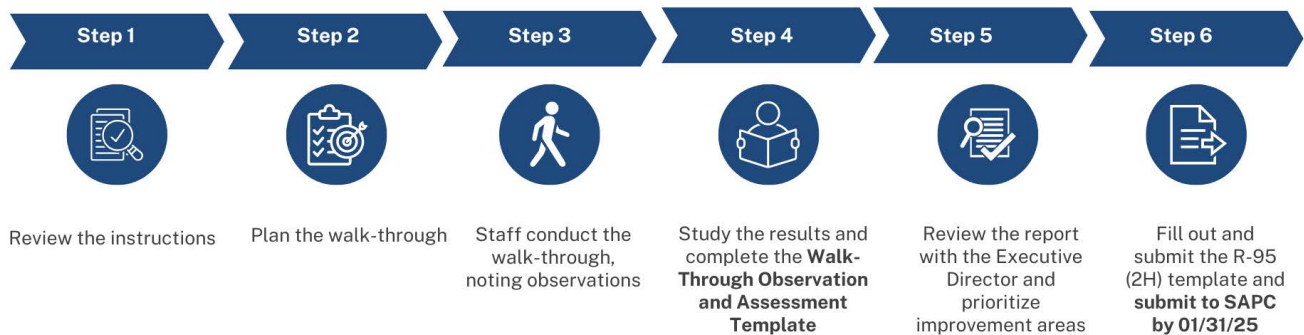 Step 1
Step 2
Step 3
Step 4
Step 5
Step 6
Review the instructions
Plan the walk-through
Staff conduct the
walk-through,
noting observations
Study the results and
complete the Walk-
Through Observation
and Assessment
Template
Review the report
with the Executive
Director and
prioritize
improvement areas
Fill out and
submit the R-95
(2H) template and
submit to SAPC
by 01/31/25